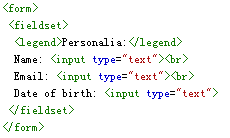 <form>
<fieldset>
<legend>Personalia:</legend>
Name: <input type="text"><br>
Email: <input type="text"><br>
Date of birth: <input type="text">
</fieldset>
</form>